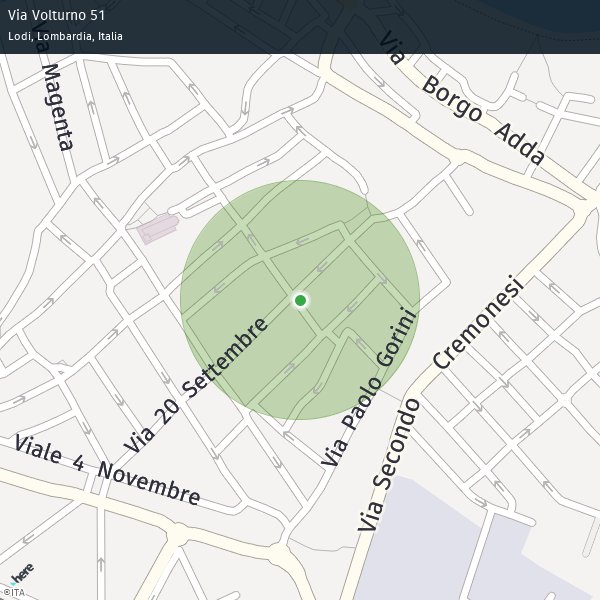 Via Volturno 51
Lodi, Lombardia, Italia
Via Magenta
Via Borgo Adda
Via 20 Settembre
Via Paolo Gorini
Via Secondo Cremonesi
Viale 4 Novembre
here
©ITA